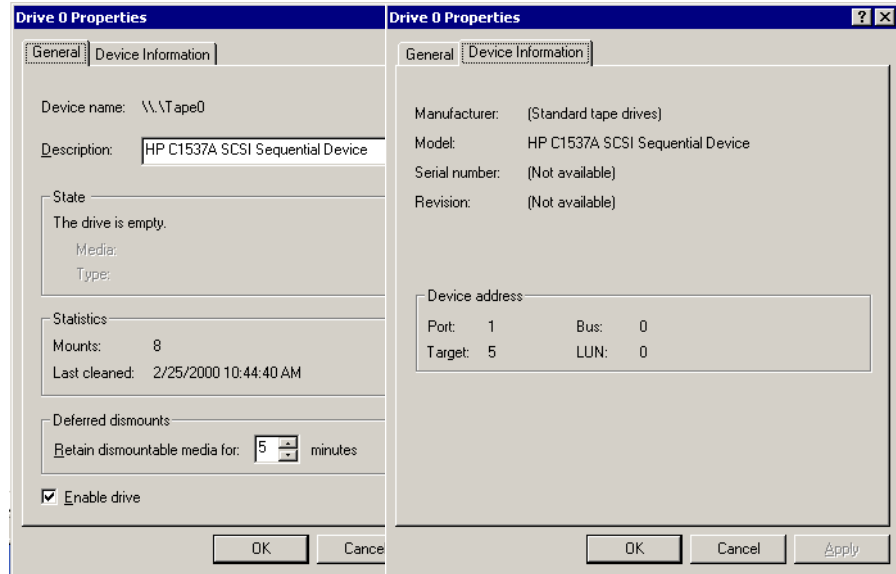 Drive 0 Properties
General
Device Information
Device name: \\.\Tape0
Description: HP C1537A SCSI Sequential Device
State
The drive is empty.
Media:
Type:
Statistics
Mounts: 8
Last cleaned: 2/25/2000 10:44:40 AM
Deferred dismounts
Retain dismountable media for: 5 minutes
Enable drive
OK
Cance
Drive 0 Properties
General
Device Information
Manufacturer: (Standard tape drives)
Model: HP C1537A SCSI Sequential Device
Serial number: (Not available)
Revision: (Not available)
Device address
Port: 1 Bus: 0
Target: 5 LUN: 0
OK
Cancel
Apply